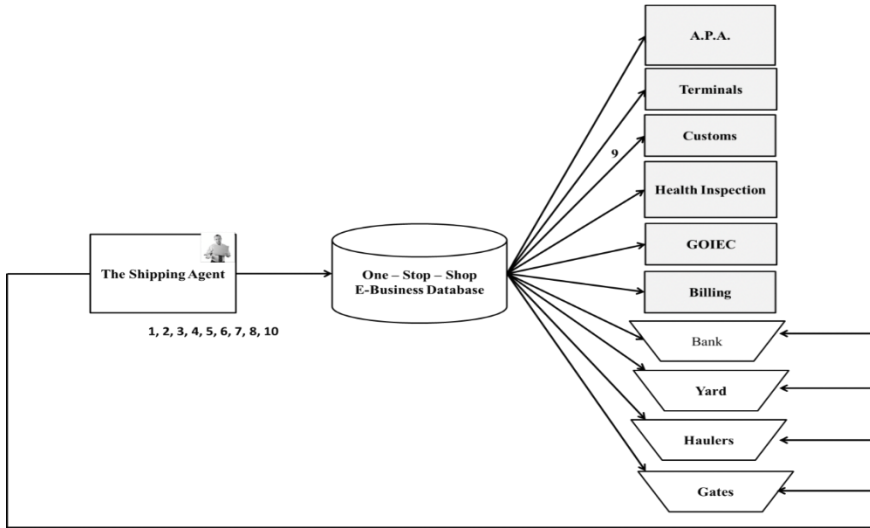 A.P.A.
Terminals
Customs
9
Health Inspection
The Shipping Agent
GOIEC
One – Stop – Shop
E-Business Database
Billing
1, 2, 3, 4, 5, 6, 7, 8, 10
Bank
Yard
Haulers
Gates